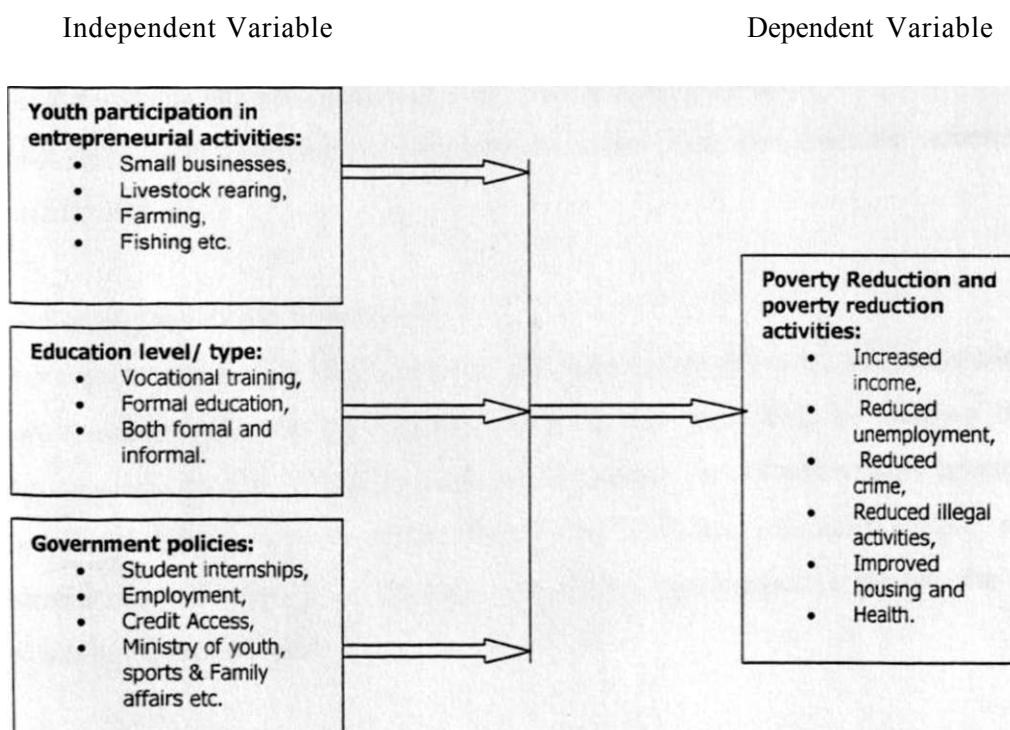 Independent Variable
Dependent Variable
Youth participation in
entrepreneurial activities:
• Small businesses,
• Livestock rearing,
• Farming,
• Fishing etc.
Education level/ type:
• Vocational training,
• Formal education,
• Both formal and
informal.
Government policies:
• Student internships,
• Employment,
• Credit Access,
• Ministry of youth,
sports & Family
affairs etc.
Poverty Reduction and
poverty reduction
activities:
• Increased
income,
• Reduced
unemployment,
• Reduced
crime,
• Reduced illegal
activities,
• Improved
housing and
• Health.